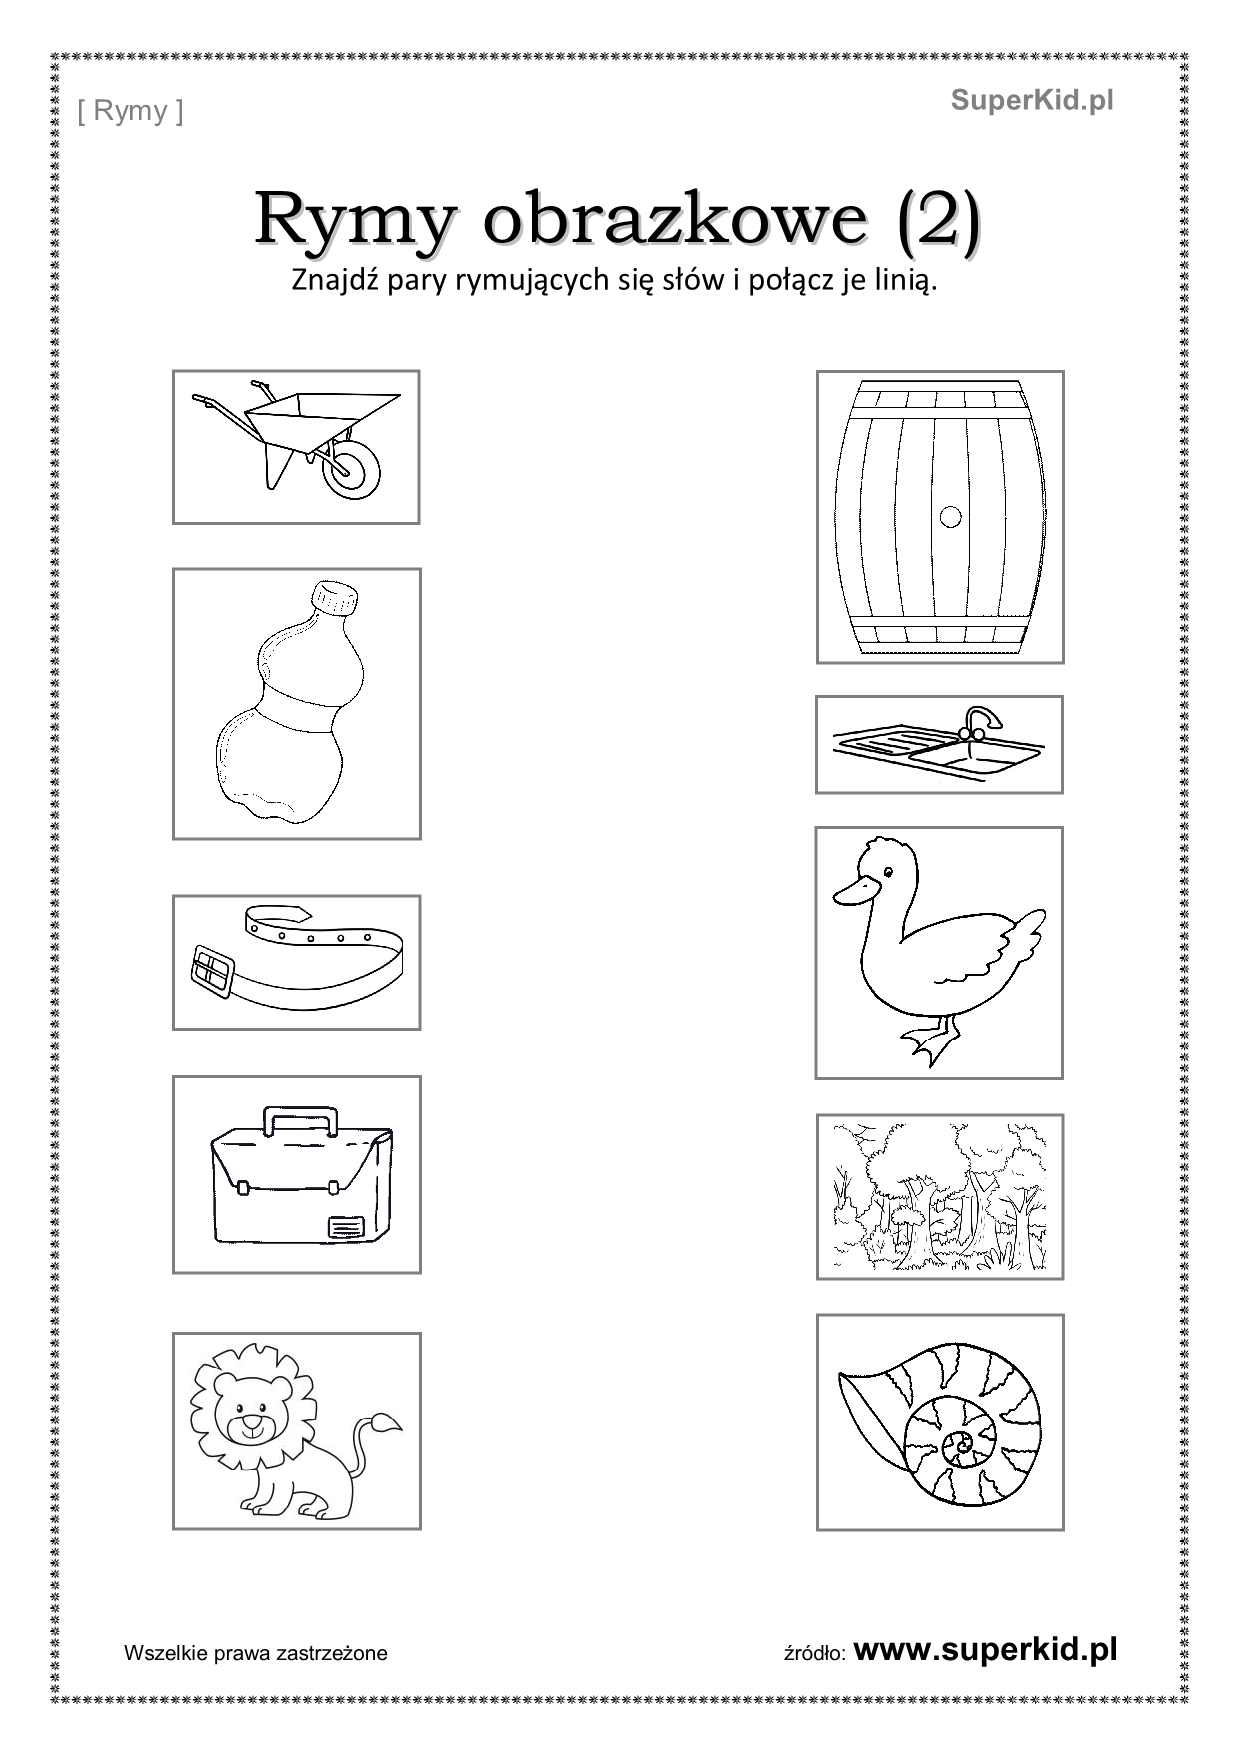 [ Rymy ]
SuperKid.pl
Rymy obrazkowe (2)
Znajdź pary rymujących się słów i połącz je linią.
Wszelkie prawa zastrzeżone
źródło: www.superkid.pl